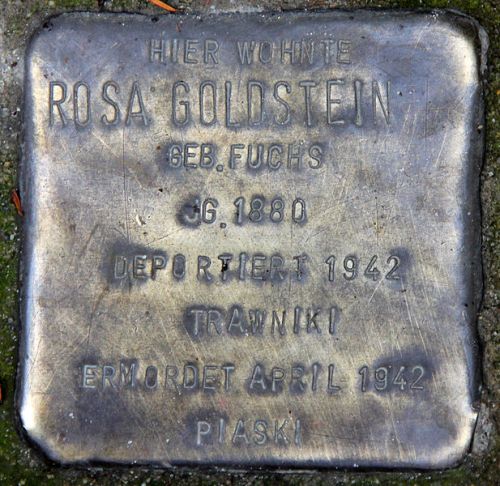 HIER WOHNTE
ROSA GOLDSTEIN
GEB. FUCHS
JG. 1880
DEPORTIERT 1942
TRAWNIKI
ERMORDET APRIL 1942
PIASKI